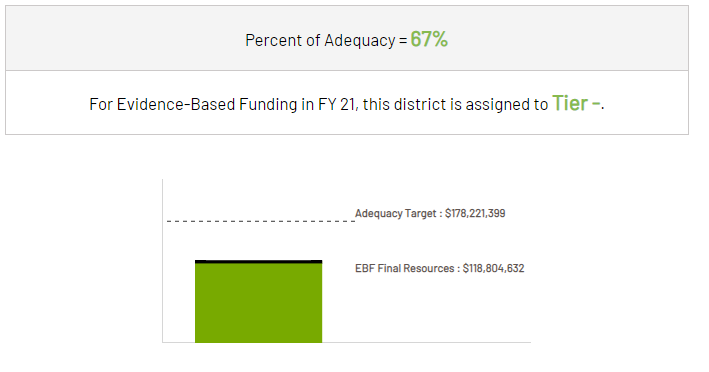 Percent of Adequacy = 67%
For Evidence-Based Funding in FY 21, this district is assigned to Tier -.
Adequacy Target : $178,221,399
EBF Final Resources : $118,804,632